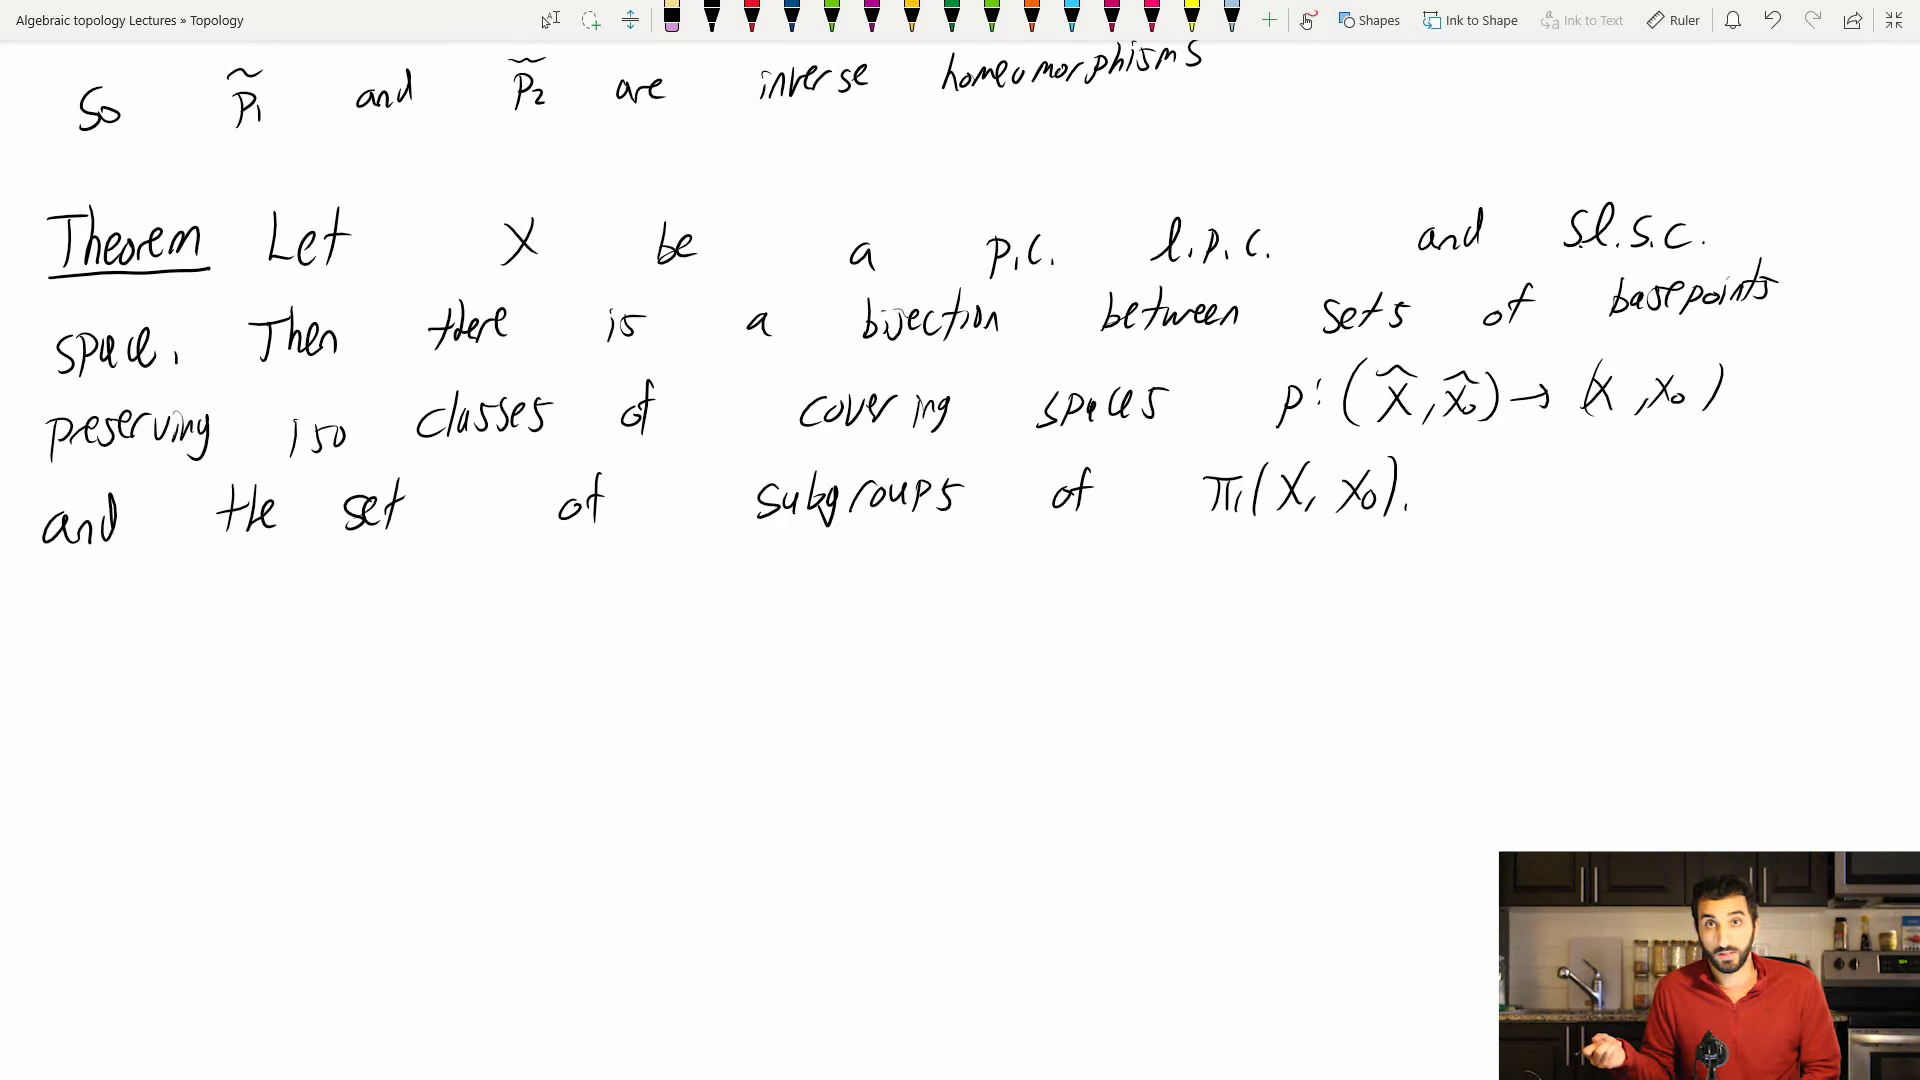 Algebraic topology Lectures » Topology
Shapes Ink to Shape Ink to Text Ruler
So p̃₁ and p̃₂ are inverse homeomorphisms
Theorem Let X be a p.c. l.p.c. and s.l.s.c.
space. Then there is a bijection between sets of basepoints
preserving iso classes of covering spaces p: (X̂, x̂₀) → (X, x₀)
and the set of subgroups of π₁(X, x₀).